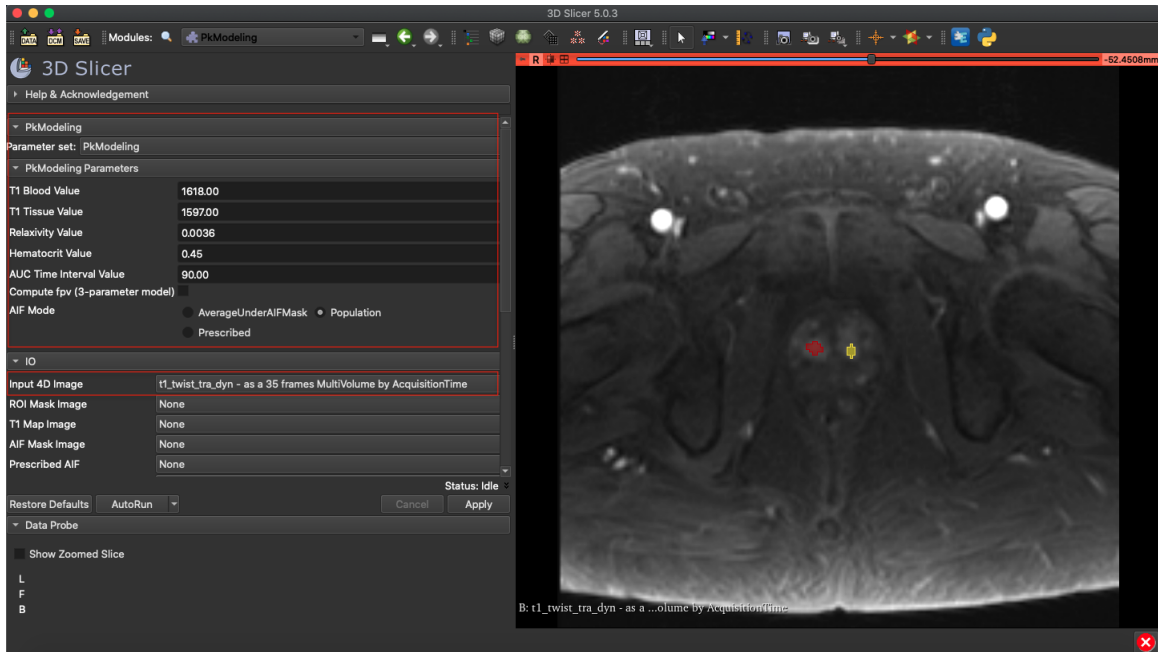 3D Slicer 5.0.3
DATA DCM SAVE Modules: PkModeling
3D Slicer
R -52.4508mm
Help & Acknowledgement
PkModeling
Parameter set: PkModeling
PkModeling Parameters
T1 Blood Value 1618.00
T1 Tissue Value 1597.00
Relaxivity Value 0.0036
Hematocrit Value 0.45
AUC Time Interval Value 90.00
Compute fpv (3-parameter model)
AIF Mode AverageUnderAIFMask Population
Prescribed
IO
Input 4D Image t1_twist_tra_dyn - as a 35 frames MultiVolume by AcquisitionTime
ROI Mask Image None
T1 Map Image None
AIF Mask Image None
Prescribed AIF None
Status: Idle
Restore Defaults AutoRun Cancel Apply
Data Probe
Show Zoomed Slice
L
F
B
B: t1_twist_tra_dyn - as a ...olume by AcquisitionTime